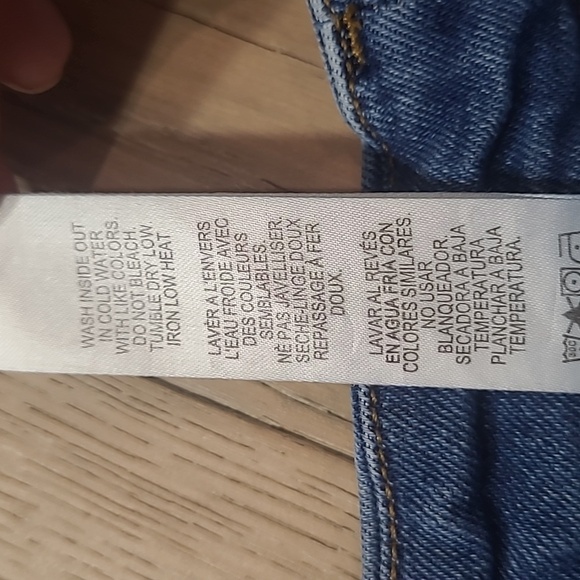 WASH INSIDE OUT
IN COLD WATER
WITH LIKE COLORS.
DO NOT BLEACH.
TUMBLE DRY LOW
IRON LOW HEAT
LAVER A L'ENVERS
L'EAU FROIDE AVEC
DES COULEURS
SEMBLABLES.
NE PAS JAVELLISER.
SECHE-LINGE DOUX
REPASSAGE A FER
DOUX.
LAVAR AL REVÉS
EN AGUA FRIA CON
COLORES SIMILARES.
NO USAR
BLANQUEADOR.
SECADORA A BAJA
TEMPERATURA.
PLANCHAR A BAJA
TEMPERATURA.